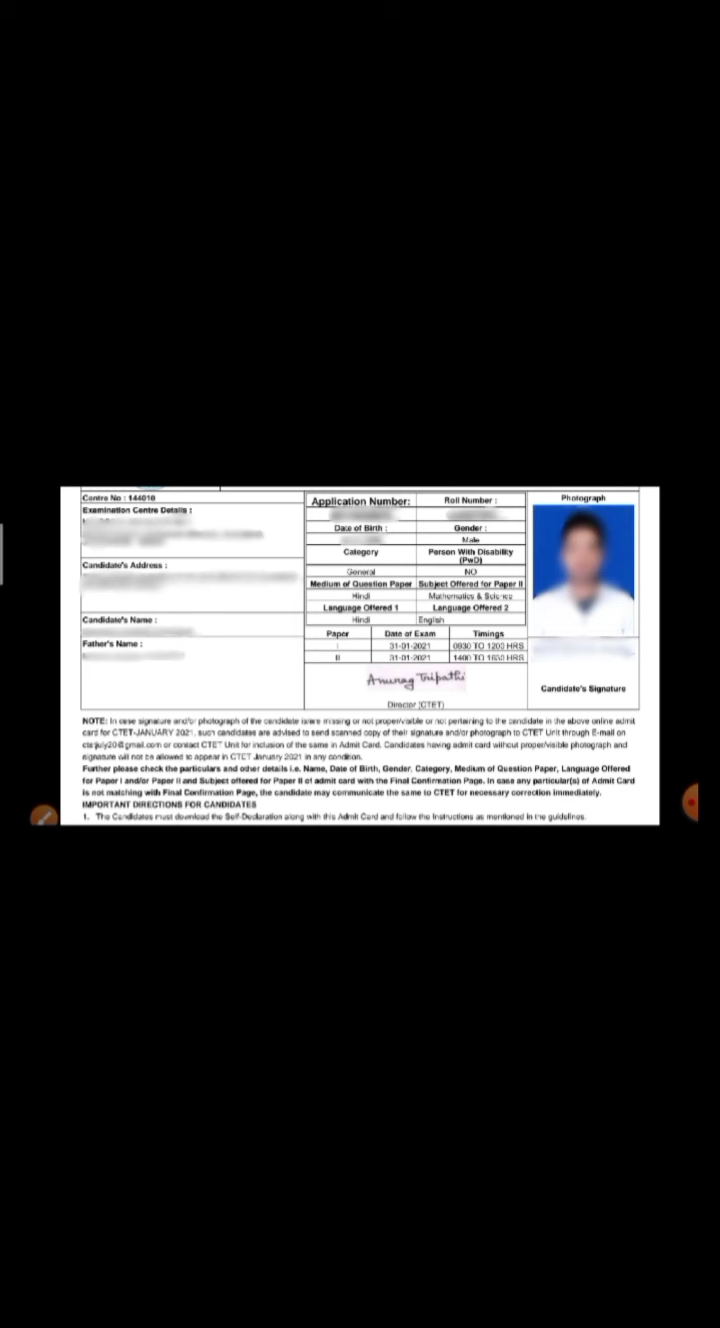 Centre No : 144010
Examination Centre Details :
Candidate's Address :
Candidate's Name :
Father's Name :
Application Number:
Roll Number :
Date of Birth :
Gender :
Male
Category
Person With Disability
(PwD)
General
NO
Medium of Question Paper
Subject Offered for Paper II
Hindi
Mathematics & Science
Language Offered 1
Language Offered 2
Hindi
English
Paper
Date of Exam
Timings
I
31-01-2021
0930 TO 1200 HRS
II
31-01-2021
1400 TO 1630 HRS
Anurag Tripathi
Director (CTET)
Photograph
Candidate's Signature
NOTE: In case signature and/or photograph of the candidate is/are missing or not proper/visible or not pertaining to the candidate in the above online admit
card for CTET-JANUARY 2021, such candidates are advised to send scanned copy of their signature and/or photograph to CTET Unit through E-mail on
gmail.com or contact CTET Unit for inclusion of the same in Admit Card. Candidates having admit card without proper/visible photograph and
signature will not be allowed to appear in CTET January 2021 in any condition.
Further please check the particulars and other details i.e. Name, Date of Birth, Gender, Category, Medium of Question Paper, Language Offered
for Paper I and/or Paper II and Subject offered for Paper II of admit card with the Final Confirmation Page. In case any particular(s) of Admit Card
is not matching with Final Confirmation Page, the candidate may communicate the same to CTET for necessary correction immediately.
IMPORTANT DIRECTIONS FOR CANDIDATES
1. The Candidates must download the Self-Declaration along with this Admit Card and follow the Instructions as mentioned in the guidelines.